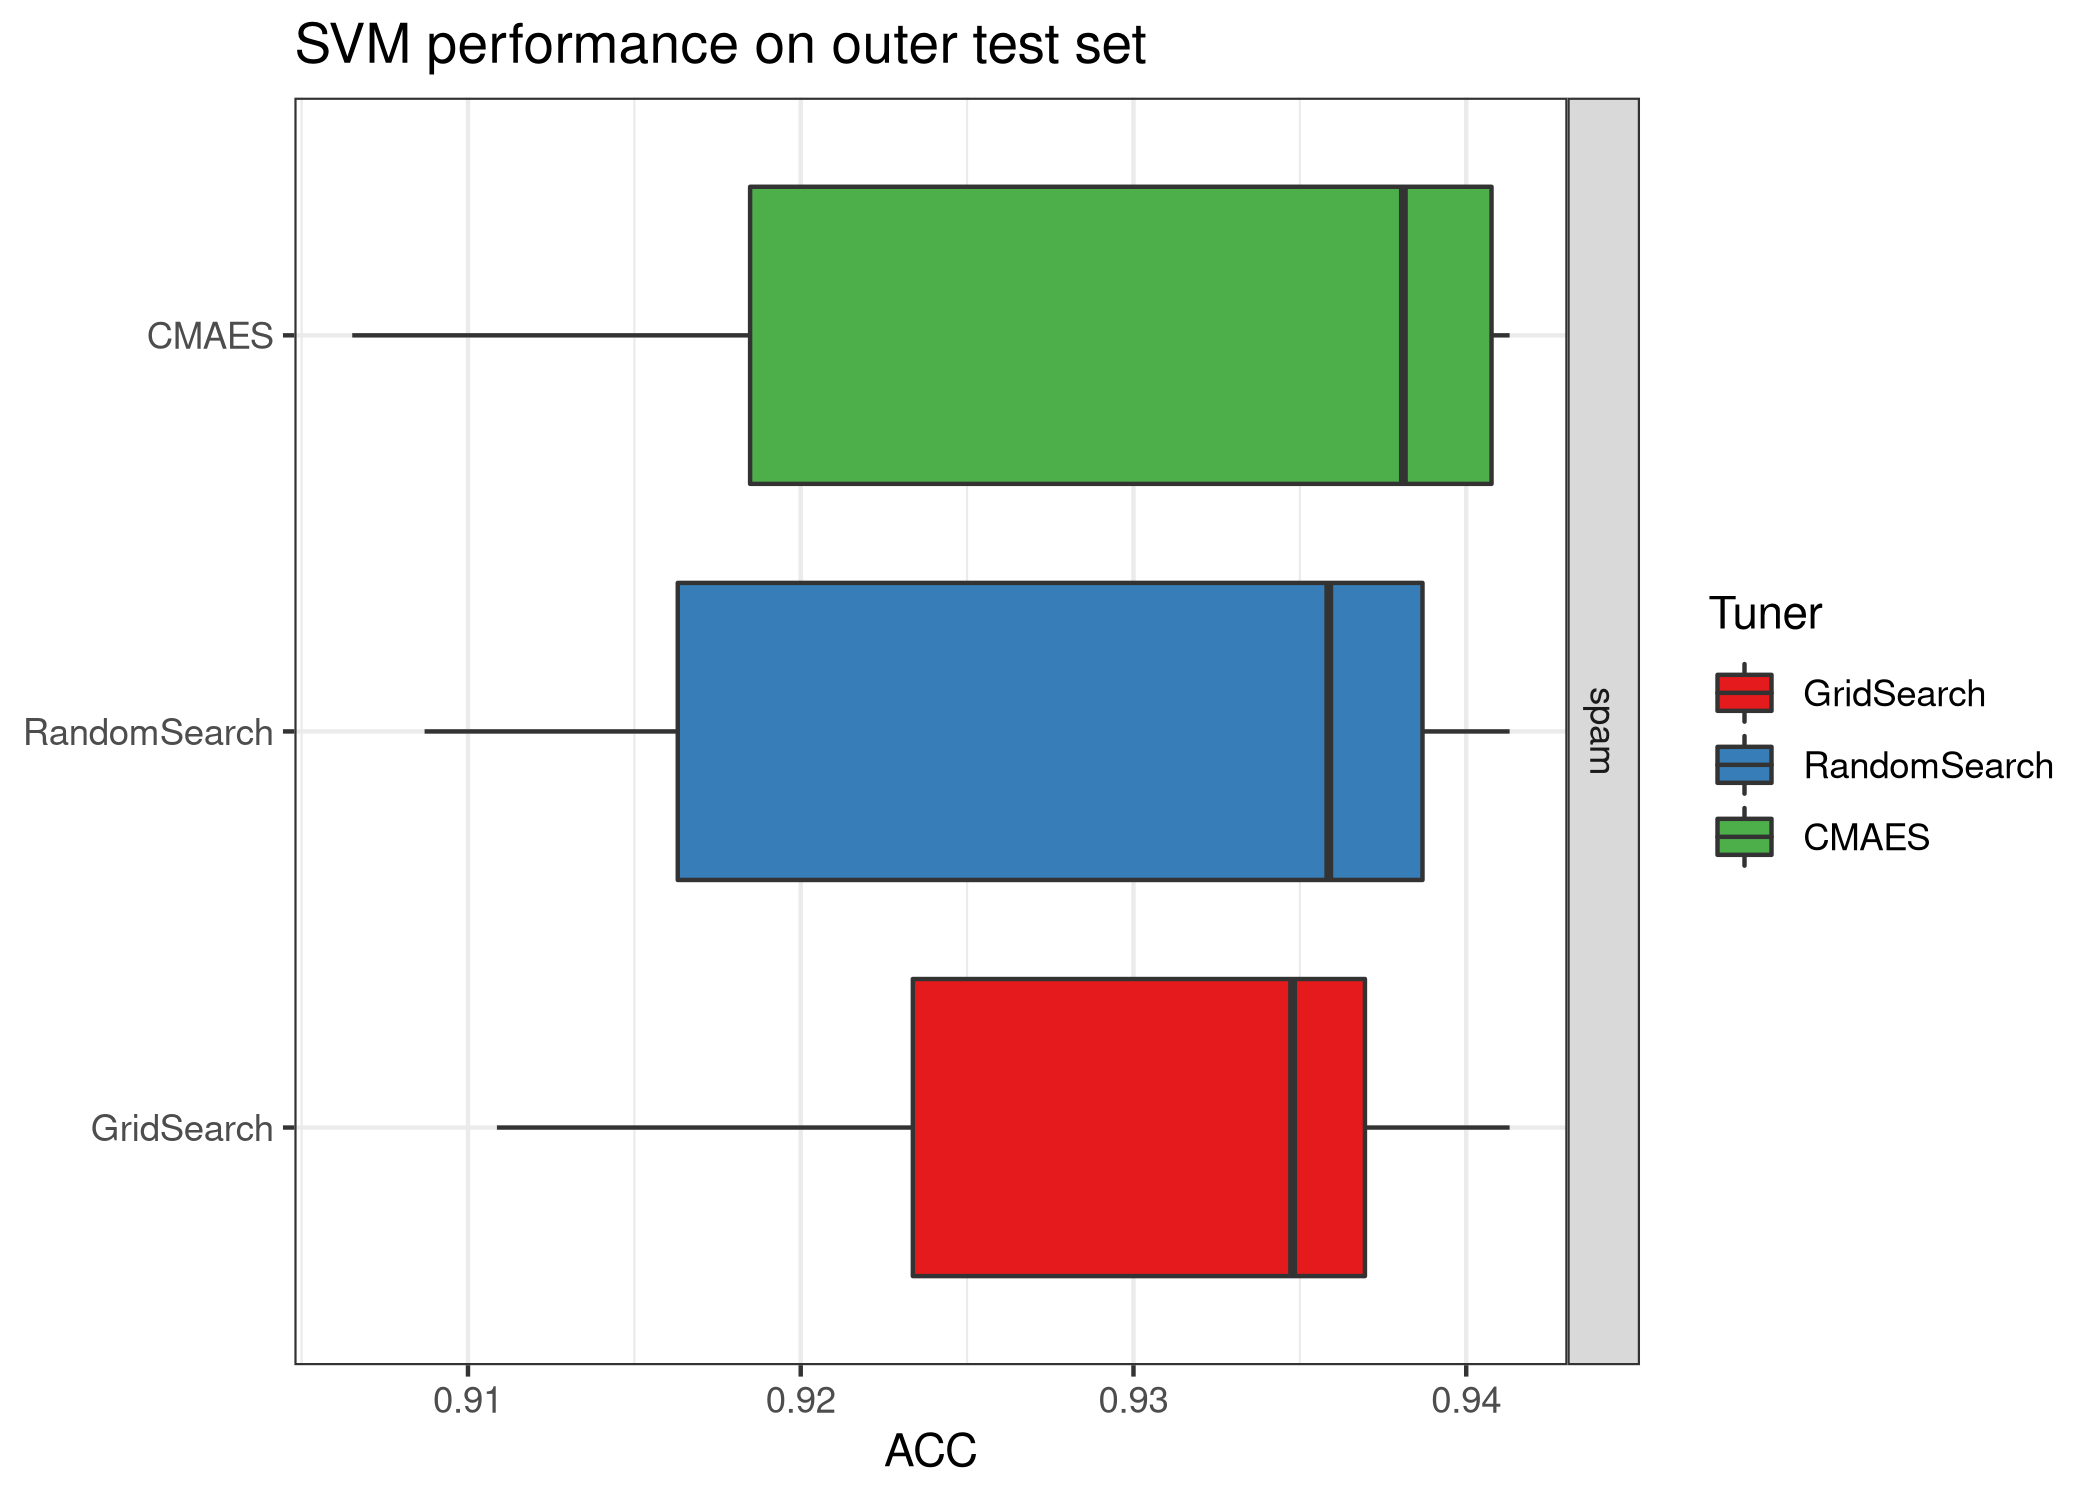 SVM performance on outer test set
CMAES
RandomSearch
GridSearch
spam
0.91
0.92
0.93
0.94
ACC
Tuner
GridSearch
RandomSearch
CMAES